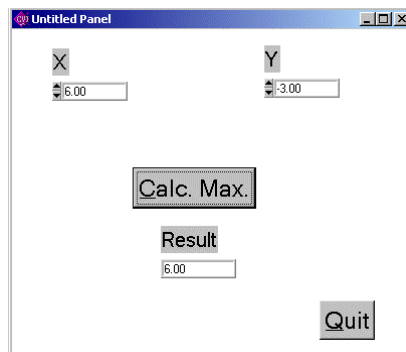 Untitled Panel
X
Y
6.00
-3.00
Calc. Max.
Result
6.00
Quit